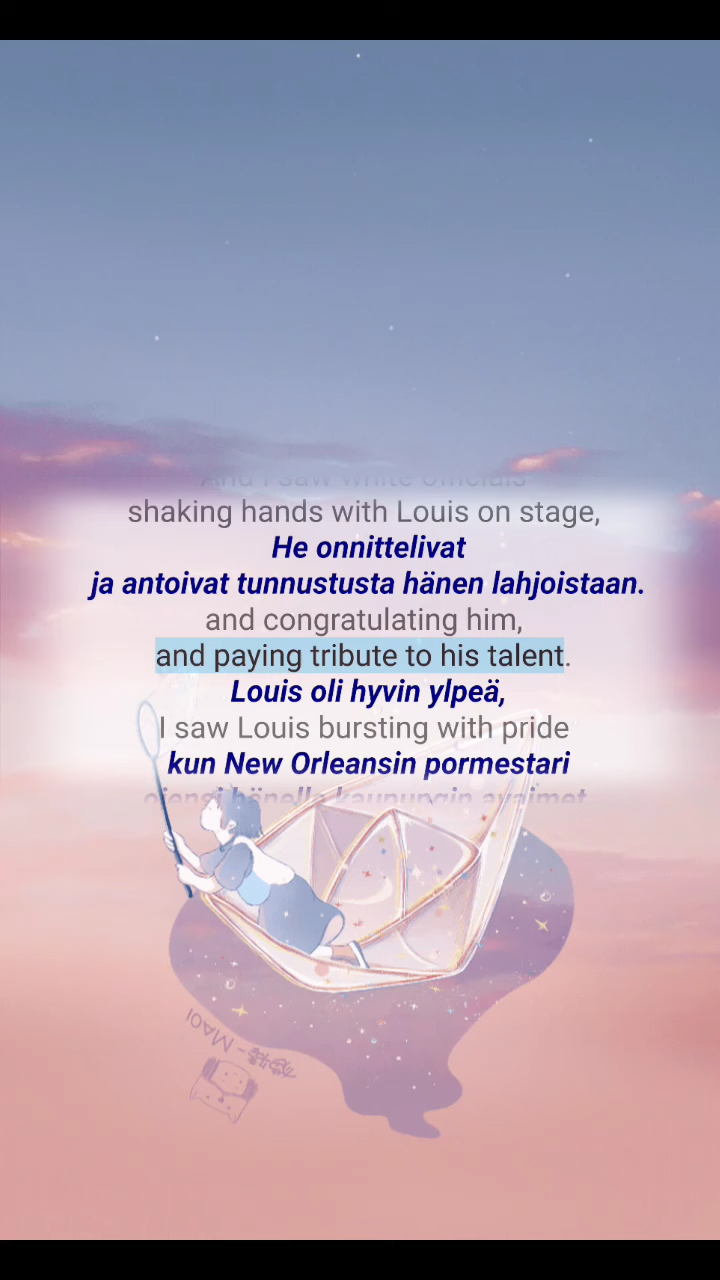 And I saw white officials
shaking hands with Louis on stage,
He onnittelivat
ja antoivat tunnustusta hänen lahjoistaan.
and congratulating him,
and paying tribute to his talent.
Louis oli hyvin ylpeä,
I saw Louis bursting with pride
kun New Orleansin pormestari
ojensi hänelle kaupungin avaimet
MAOI